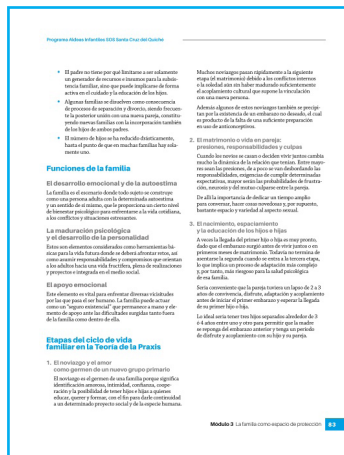 Programa Aldeas Infantiles SOS Santa Cruz del Quiché
• El padre no tiene por qué limitarse a ser solamente
un generador de recursos e insumos para la subsis-
tencia familiar, sino que puede implicarse de forma
activa en el cuidado y la educación de los hijos.
• Algunas familias se disuelven como consecuencia
de procesos de separación y divorcio, siendo frecuen-
te la posterior unión con una nueva pareja, constitu-
yendo nuevas familias con la incorporación también
de los hijos de ambos padres.
• El número de hijos se ha reducido drásticamente,
hasta el punto de que en muchas familias hay sola-
mente uno.
Funciones de la familia
El desarrollo emocional y de la autoestima
La familia es el escenario donde todo sujeto se construye
como una persona adulta con la determinada autoestima
y un sentido de sí mismo, que le proporciona un cierto nivel
de bienestar psicológico para enfrentarse a la vida cotidiana,
a los conflictos y situaciones estresantes.
La maduración psicológica
y el desarrollo de la personalidad
Estos son elementos considerados como herramientas bá-
sicas para la vida futura donde se deberá afrontar retos, así
como asumir responsabilidades y compromisos que orientan
a los adultos hacia una vida fructífera, plena de realizaciones
y proyectos e integrada en el medio social.
El apoyo emocional
Este elemento es vital para enfrentar diversas vicisitudes
por las que pasa el ser humano. La familia puede actuar
como un "seguro existencial" que permanece a mano y ele-
mento de apoyo ante las dificultades surgidas tanto fuera
de la familia como dentro de ella.
Etapas del ciclo de vida
familiar en la Teoría de la Praxis
1. El noviazgo y el amor
como germen de un nuevo grupo primario
El noviazgo es el germen de una familia porque significa
identificación amorosa, intimidad, confianza, coope-
ración y la posibilidad de tener hijos e hijas a quienes
educar, querer y formar, con el fin para darle continuidad
a un determinado proyecto social y de la especie humana.
Muchos noviazgos pasan rápidamente a la siguiente
etapa (el matrimonio) debido a los conflictos internos
o la soledad aún sin haber madurado suficientemente
el acoplamiento cultural que supone la vinculación
con una nueva persona.
Además algunos de estos noviazgos también se precipi-
tan por la existencia de un embarazo no deseado, el cual
es producto de la falta de una suficiente preparación
en uso de anticonceptivos.
2. El matrimonio o vida en pareja:
presiones, responsabilidades y culpas
Cuando los novios se casan o deciden vivir juntos cambia
mucho la dinámica de la relación que tenían. Entre mayo-
res sean las presiones, de a poco se van desbordando las
responsabilidades, exigencias de cumplir determinadas
expectativas, mayor serán las probabilidades de frustra-
ción, neurosis y del mutuo culparse entre la pareja.
De allí la importancia de dedicar un tiempo amplio
para conversar, hacer cosas novedosas y, por supuesto,
bastante espacio y variedad al aspecto sexual.
3. El nacimiento, espaciamiento
y la educación de los hijos e hijas
A veces la llegada del primer hijo o hija es muy pronto,
dado que el embarazo surgió antes de vivir juntos o en
primeros meses de matrimonio. Todavía no termina de
asentarse la segunda cuando se entra a la tercera etapa,
lo que implica un proceso de adaptación más complejo
y, por tanto, más riesgoso para la salud psicológica
de esa familia.
Sería conveniente que la pareja tuviera un lapso de 2 a 3
años de convivencia, disfrute, adaptación y acoplamiento
antes de iniciar el primer embarazo y esperar la llegada
de su primer hijo o hija.
Lo ideal sería tener tres hijos separados alrededor de 3
ó 4 años entre uno y otro para permitir que la madre
se reponga del embarazo anterior y tenga un periodo
de disfrute y acoplamiento con su hijo y su pareja.
Módulo 3 La familia como espacio de protección 83